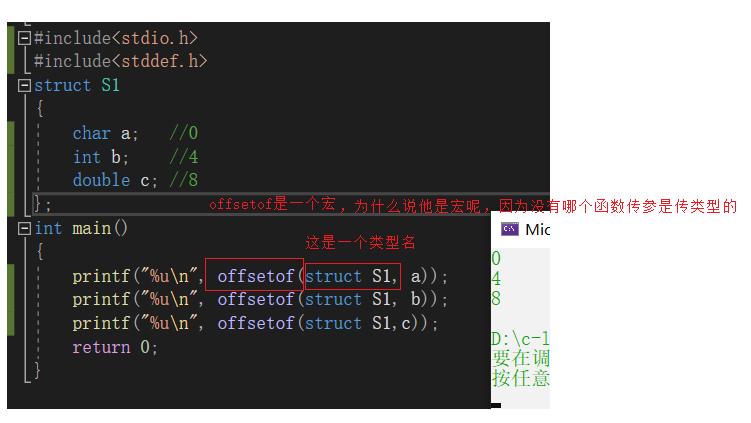 #include<stdio.h>
#include<stddef.h>
struct S1
{
char a; //0
int b; //4
double c; //8
};
offsetof是一个宏，为什么说他是宏呢，因为没有哪个函数传参是传类型的
int main()
Mic
{
这是一个类型名
0
printf("%u\n", offsetof(struct S1, a));
4
printf("%u\n", offsetof(struct S1, b));
8
printf("%u\n", offsetof(struct S1,c));
return 0;
D:\c-l
要在调
}
按任意